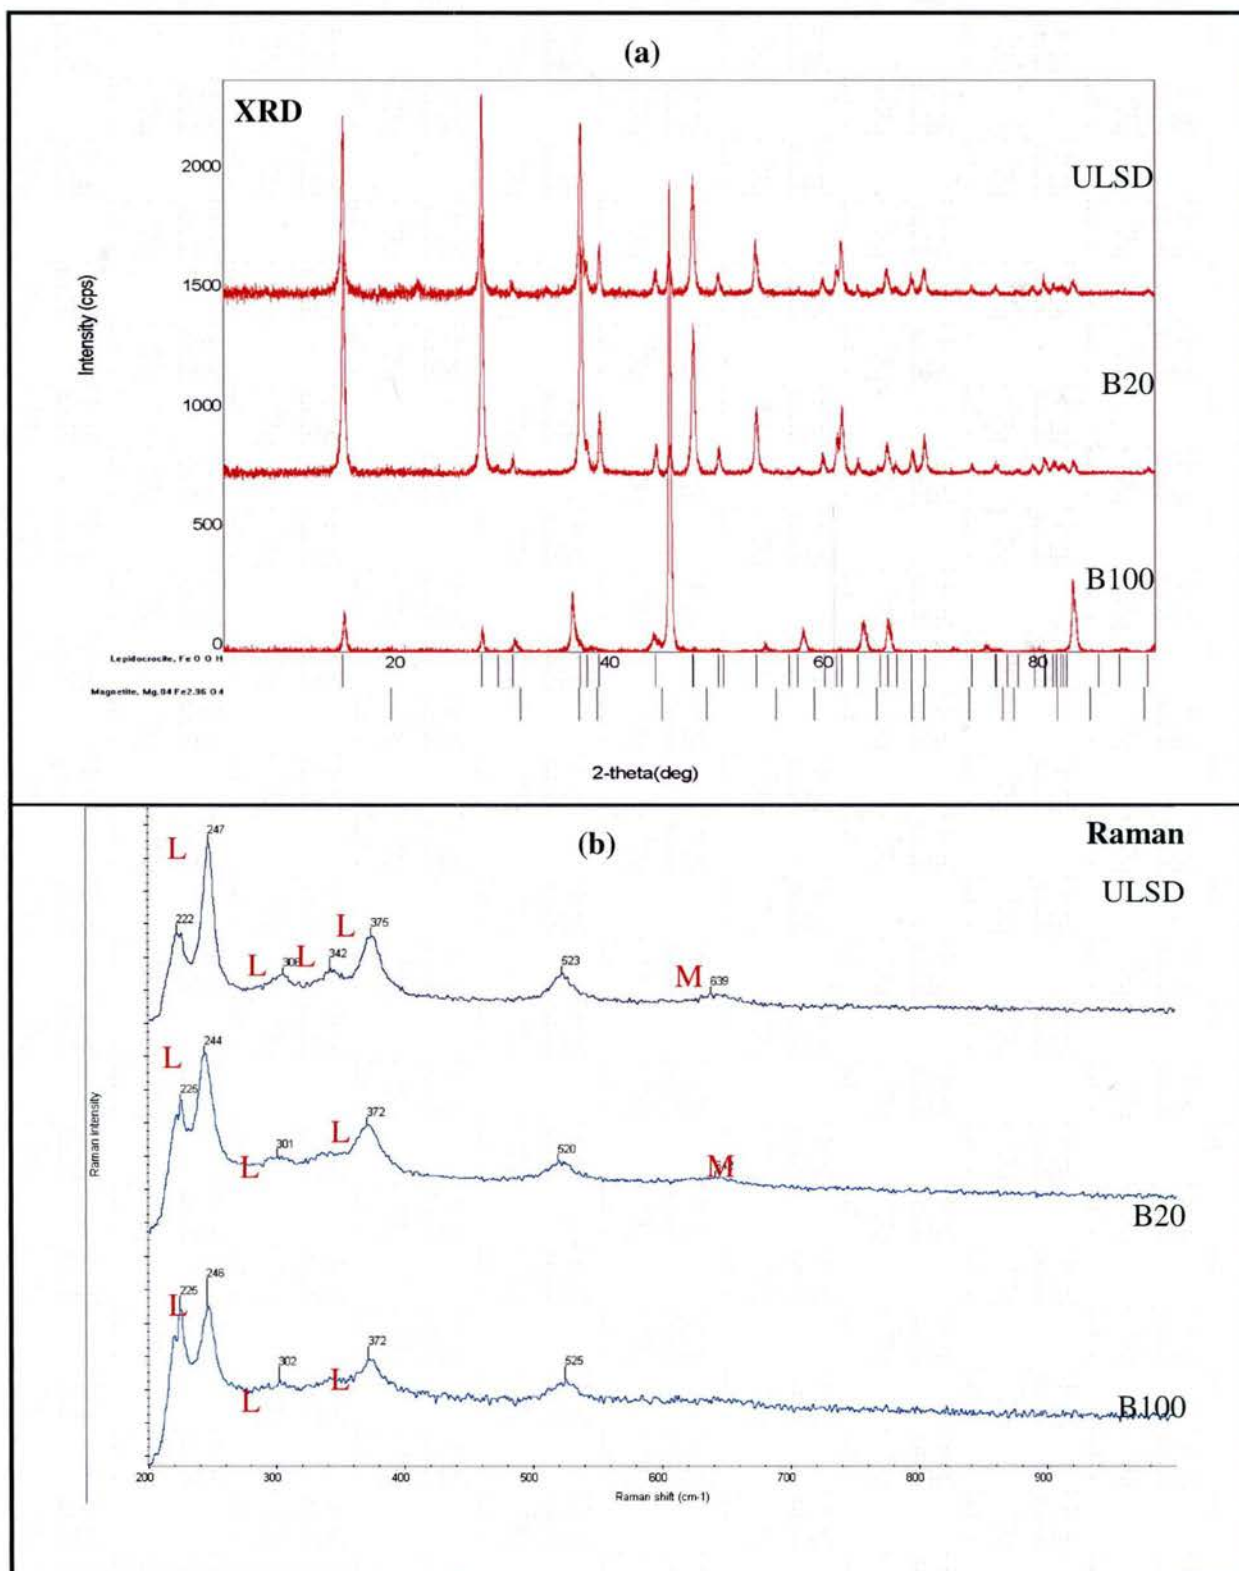 (a)
XRD
2000
ULSD
1500
Intensity (cps)
B20
1000
500
B100
0
Lepidocrocite, Fe O O H
20
40
60
80
Magnetite, Mg.04 Fe2.96 O4
2-theta(deg)
(b)
Raman
ULSD
L
247
222
L
L
342
L
375
523
M
639
L
244
225
L
301
L
372
520
M
B20
L
225
246
L
302
L
372
525
B100
Raman Intensity
200
300
400
500
600
700
800
900
Raman shift (cm-1)